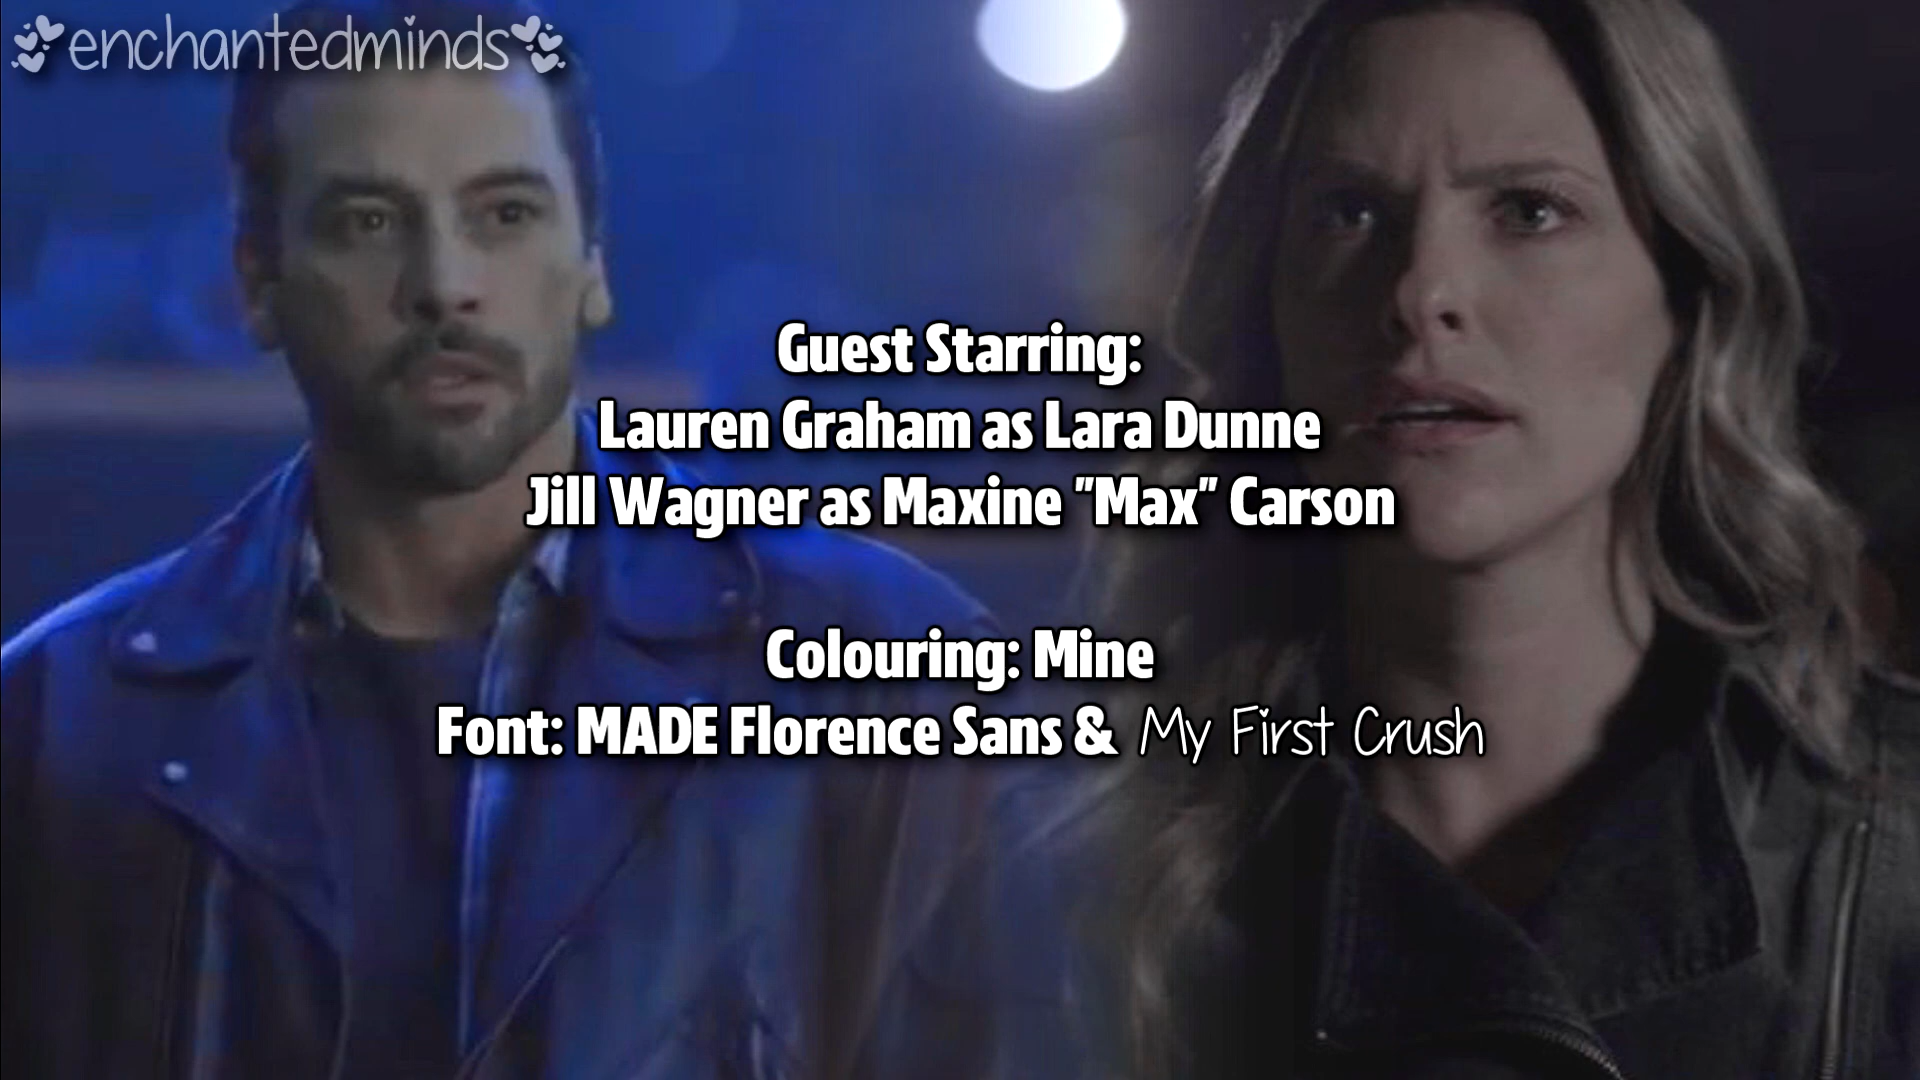 enchantedminds
Guest Starring:
Lauren Graham as Lara Dunne
Jill Wagner as Maxine "Max" Carson
Colouring: Mine
Font: MADE Florence Sans & My First Crush